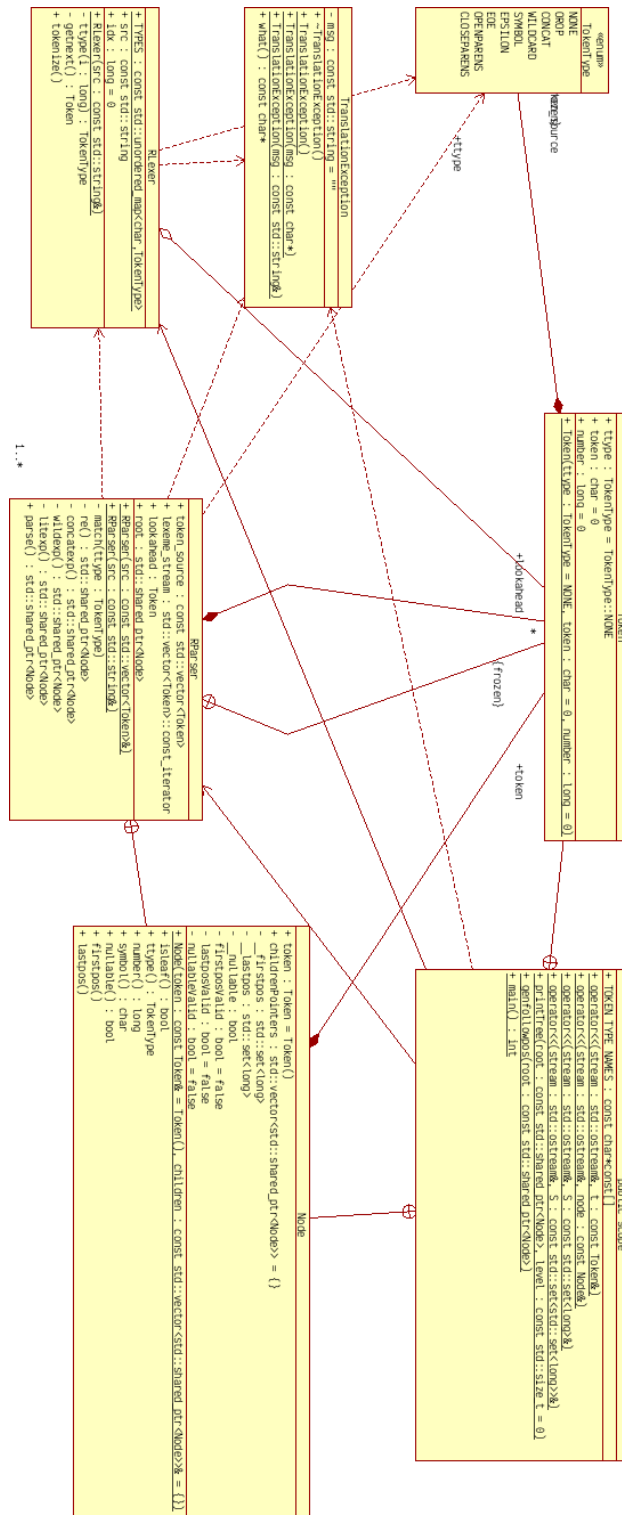 «enum»
TokenType
NONE
DROP
CONCAT
WILDCARD
SYMBOL
EPSILON
EOE
OPENPARENS
CLOSEPARENS
TranslationException
- msg : const std::string = ""
+ ~TranslationException()
+ TranslationException()
+ TranslationException(msg : const char*)
+ TranslationException(msg : const std::string&)
+ what() : const char*
RLexer
+ TYPES : const std::unordered_map<char,TokenType>
- src : const std::string
+ idx : long = 0
+ RLexer(src : const std::string&)
- ttype(i : long) : TokenType
- getnext() : Token
+ tokenize()
+ttype
Token
+ ttype : TokenType = TokenType::NONE
+ token : char = 0
+ number : long = 0
+ Token(ttype : TokenType = NONE, token : char = 0, number : long = 0)
+lookahead
*
{frozen}
+token
1..*
RParser
+ token_source : const std::vector<Token>
+ lexeme_stream : std::vector<Token>::const_iterator
+ lookahead : Token
+ root : std::shared_ptr<Node>
+ RParser(src : const std::vector<Token>&)
+ RParser(src : const std::string&)
- match(ttype : TokenType)
- re() : std::shared_ptr<Node>
- concatexp() : std::shared_ptr<Node>
- wildexp() : std::shared_ptr<Node>
- litexp() : std::shared_ptr<Node>
+ parse() : std::shared_ptr<Node>
public_scope
+ TOKEN_TYPE_NAMES : const char*const[]
+ operator<<(stream : std::ostream&, t : const Token&)
+ operator<<(stream : std::ostream&, node : const Node&)
+ operator<<(stream : std::ostream&, S : const std::set<long>&)
+ operator<<(stream : std::ostream&, S : const std::set<std::set<long>>&)
+ printTree(root : const std::shared_ptr<Node>, level : const std::size_t = 0)
+ genfollowpos(root : const std::shared_ptr<Node>)
+ main() : int
Node
+ token : Token = Token()
+ childrenPointers : std::vector<std::shared_ptr<Node>> = {}
- __firstpos : std::set<long>
- __lastpos : std::set<long>
- __nullable : bool
- firstposValid : bool = false
- lastposValid : bool = false
- nullableValid : bool = false
+ Node(token : const Token& = Token(), children : const std::vector<std::shared_ptr<Node>>& = {})
+ isleaf() : bool
+ ttype() : TokenType
+ number() : long
+ symbol() : char
+ nullable() : bool
+ firstpos()
+ lastpos()